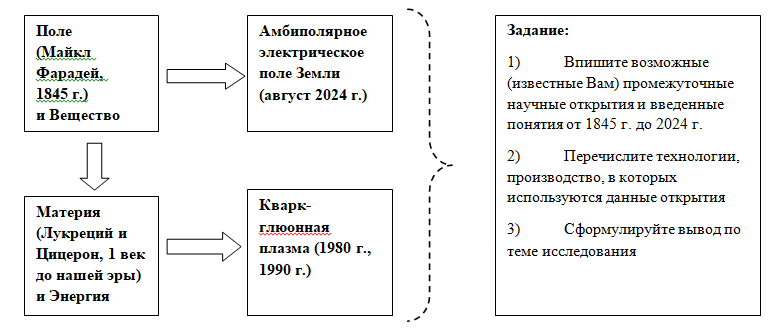 Поле
(Майкл
Фарадей,
1845 г.)
и Вещество
Амбиполярное
электрическое
поле Земли
(август 2024 г.)
Материя
(Лукреций и
Цицерон, 1 век
до нашей эры)
и Энергия
Кварк-
глюонная
плазма (1980 г.,
1990 г.)
Задание:
1) Впишите возможные
(известные Вам) промежуточные
научные открытия и введенные
понятия от 1845 г. до 2024 г.
2) Перечислите технологии,
производство, в которых
используются данные открытия
3) Сформулируйте вывод по
теме исследования